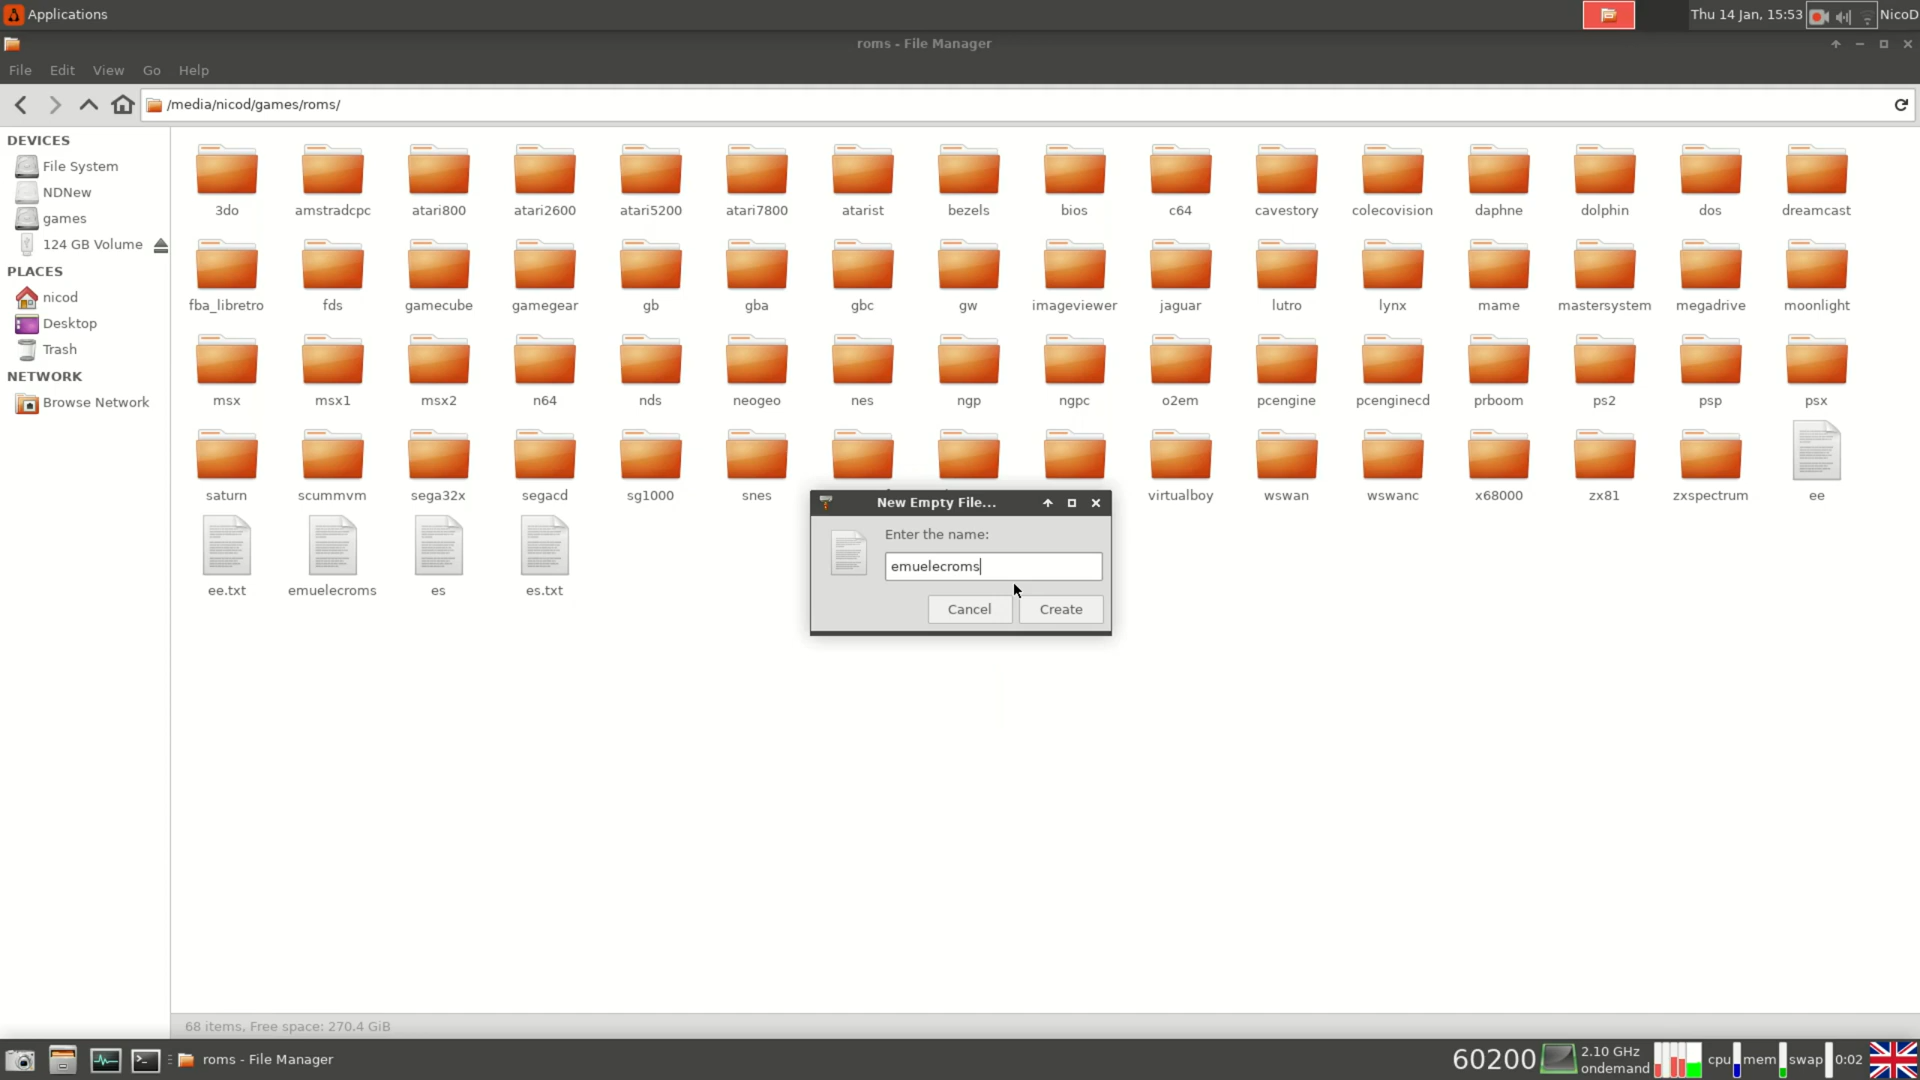 Applications
Thu 14 Jan, 15:53
NicoD
roms - File Manager
File Edit View Go Help
/media/nicod/games/roms/
DEVICES
File System
NDNew
games
124 GB Volume
PLACES
nicod
Desktop
Trash
NETWORK
Browse Network
3do amstradcpc atari800 atari2600 atari5200 atari7800 atarist bezels bios c64 cavestory colecovision daphne dolphin dos dreamcast
fba_libretro fds gamecube gamegear gb gba gbc gw imageviewer jaguar lutro lynx mame mastersystem megadrive moonlight
msx msx1 msx2 n64 nds neogeo nes ngp ngpc o2em pcengine pcenginecd prboom ps2 psp psx
saturn scummvm sega32x segacd sg1000 snes virtualboy wswan wswanc x68000 zx81 zxspectrum ee
ee.txt emuelecroms es es.txt
New Empty File...
Enter the name:
emuelecroms
Cancel Create
68 items, Free space: 270.4 GiB
roms - File Manager
60200
2.10 GHz
ondemand
cpu mem swap 0:02